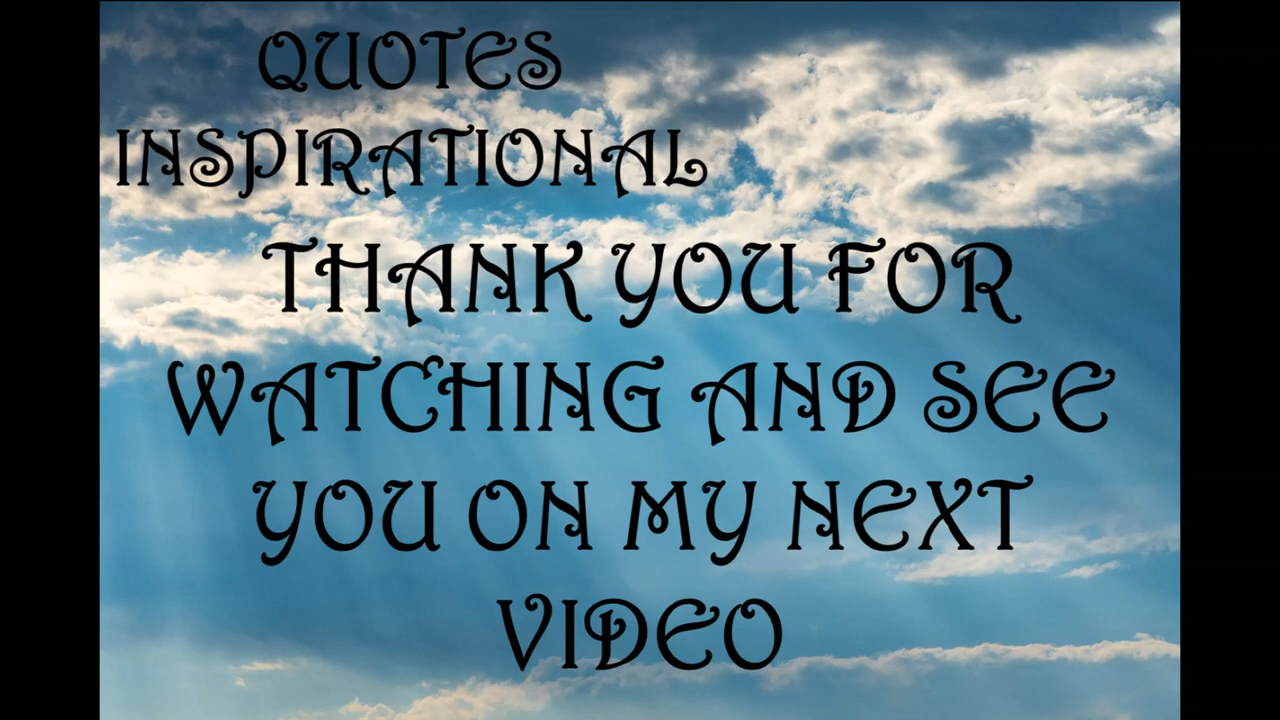 QUOTES
INSPIRATIONAL
THANK YOU FOR
WATCHING AND SEE
YOU ON MY NEXT
VIDEO